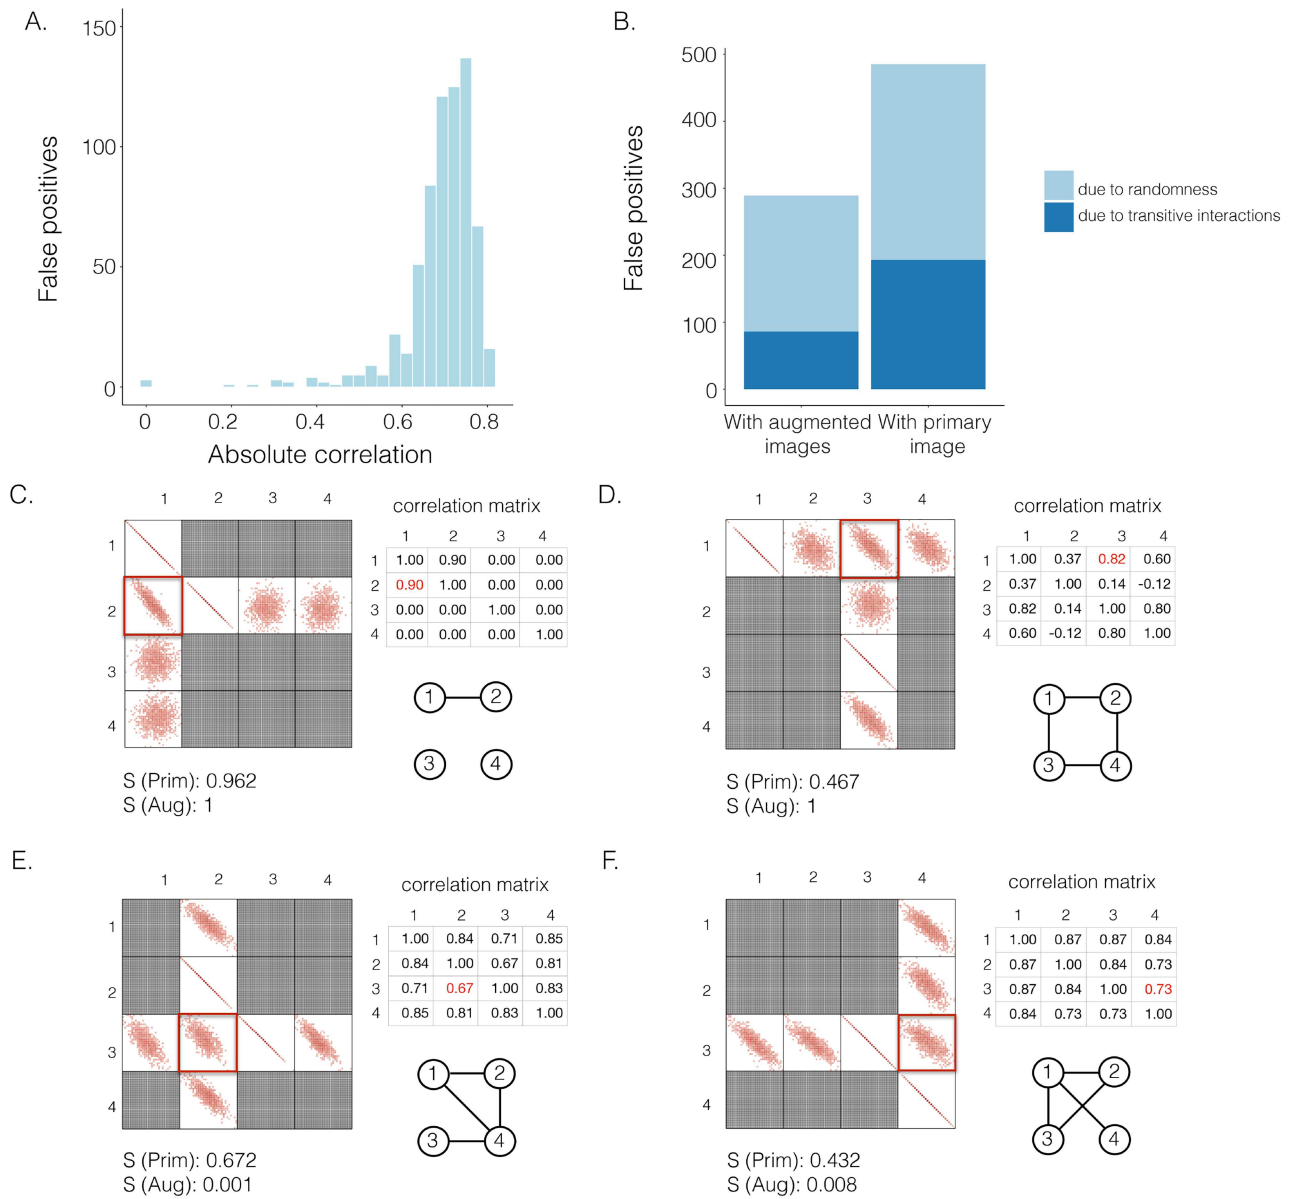 A.
150
100
50
0
False positives
0 0.2 0.4 0.6 0.8
Absolute correlation
B.
500
400
300
200
100
0
False positives
With augmented images
With primary image
due to randomness
due to transitive interactions
C.
1 2 3 4
1
2
3
4
correlation matrix
1 2 3 4
1 1.00 0.90 0.00 0.00
2 0.90 1.00 0.00 0.00
3 0.00 0.00 1.00 0.00
4 0.00 0.00 0.00 1.00
1 2
3 4
S (Prim): 0.962
S (Aug): 1
D.
1 2 3 4
1
2
3
4
correlation matrix
1 2 3 4
1 1.00 0.37 0.82 0.60
2 0.37 1.00 0.14 -0.12
3 0.82 0.14 1.00 0.80
4 0.60 -0.12 0.80 1.00
1 2
3 4
S (Prim): 0.467
S (Aug): 1
E.
1 2 3 4
1
2
3
4
correlation matrix
1 2 3 4
1 1.00 0.84 0.71 0.85
2 0.84 1.00 0.67 0.81
3 0.71 0.67 1.00 0.83
4 0.85 0.81 0.83 1.00
1 2
3 4
S (Prim): 0.672
S (Aug): 0.001
F.
1 2 3 4
1
2
3
4
correlation matrix
1 2 3 4
1 1.00 0.87 0.87 0.84
2 0.87 1.00 0.84 0.73
3 0.87 0.84 1.00 0.73
4 0.84 0.73 0.73 1.00
1 2
3 4
S (Prim): 0.432
S (Aug): 0.008